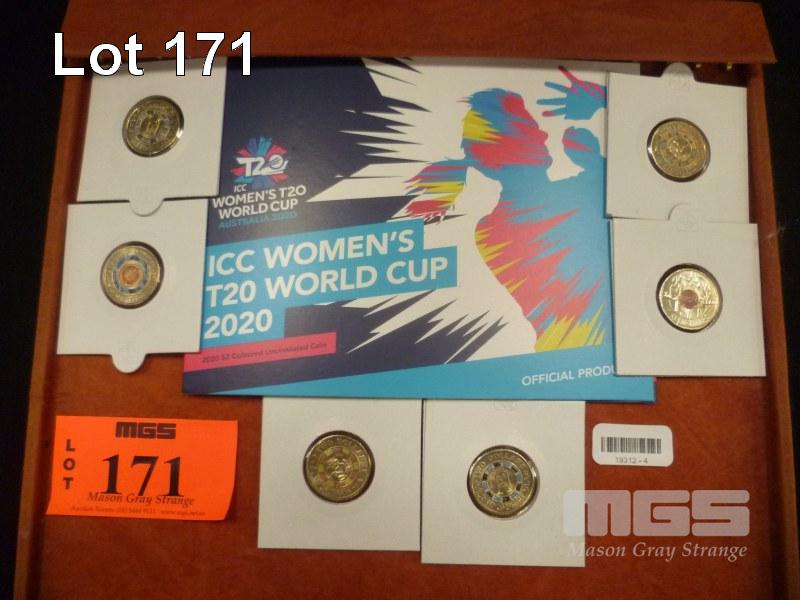 Lot 171
T20
ICC
WOMEN'S T20
WORLD CUP
AUSTRALIA 2020
ICC WOMEN'S
T20 WORLD CUP
2020
2020 $2 Coloured Uncirculated Coin
OFFICIAL PRODU
LOT
MGS
171
Mason Gray Strange
19312-4
MGS
Mason Gray Strange